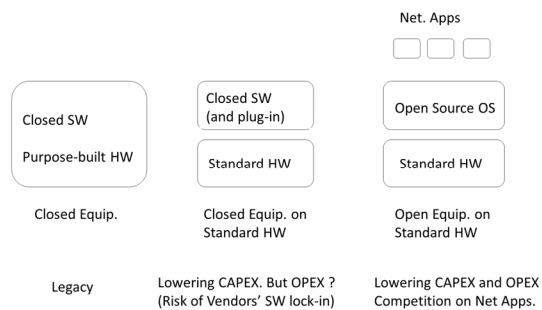 Net. Apps
Closed SW
Purpose-built HW
Closed Equip.
Legacy
Closed SW
(and plug-in)
Standard HW
Closed Equip. on
Standard HW
Lowering CAPEX. But OPEX ?
(Risk of Vendors' SW lock-in)
Open Source OS
Standard HW
Open Equip. on
Standard HW
Lowering CAPEX and OPEX
Competition on Net Apps.